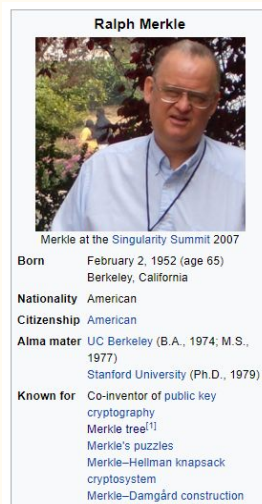 Ralph Merkle
Merkle at the Singularity Summit 2007
Born February 2, 1952 (age 65)
Berkeley, California
Nationality American
Citizenship American
Alma mater UC Berkeley (B.A., 1974; M.S.,
1977)
Stanford University (Ph.D., 1979)
Known for Co-inventor of public key
cryptography
Merkle tree[1]
Merkle's puzzles
Merkle–Hellman knapsack
cryptosystem
Merkle–Damgård construction